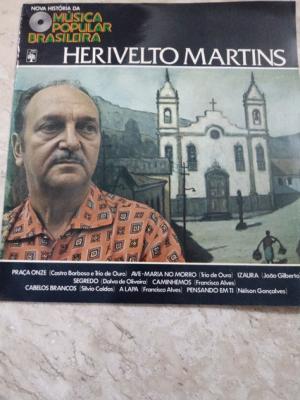 NOVA HISTÓRIA DA
MÚSICA
POPULAR
BRASILEIRA
HERIVELTO MARTINS
PRAÇA ONZE (Castro Barbosa e Trio de Ouro) AVE-MARIA NO MORRO (Trio de Ouro) IZAURA (João Gilberto)
SEGREDO (Dalva de Oliveira) CAMINHEMOS (Francisco Alves)
CABELOS BRANCOS (Sílvio Caldas) A LAPA (Francisco Alves) PENSANDO EM TI (Nélson Gonçalves)